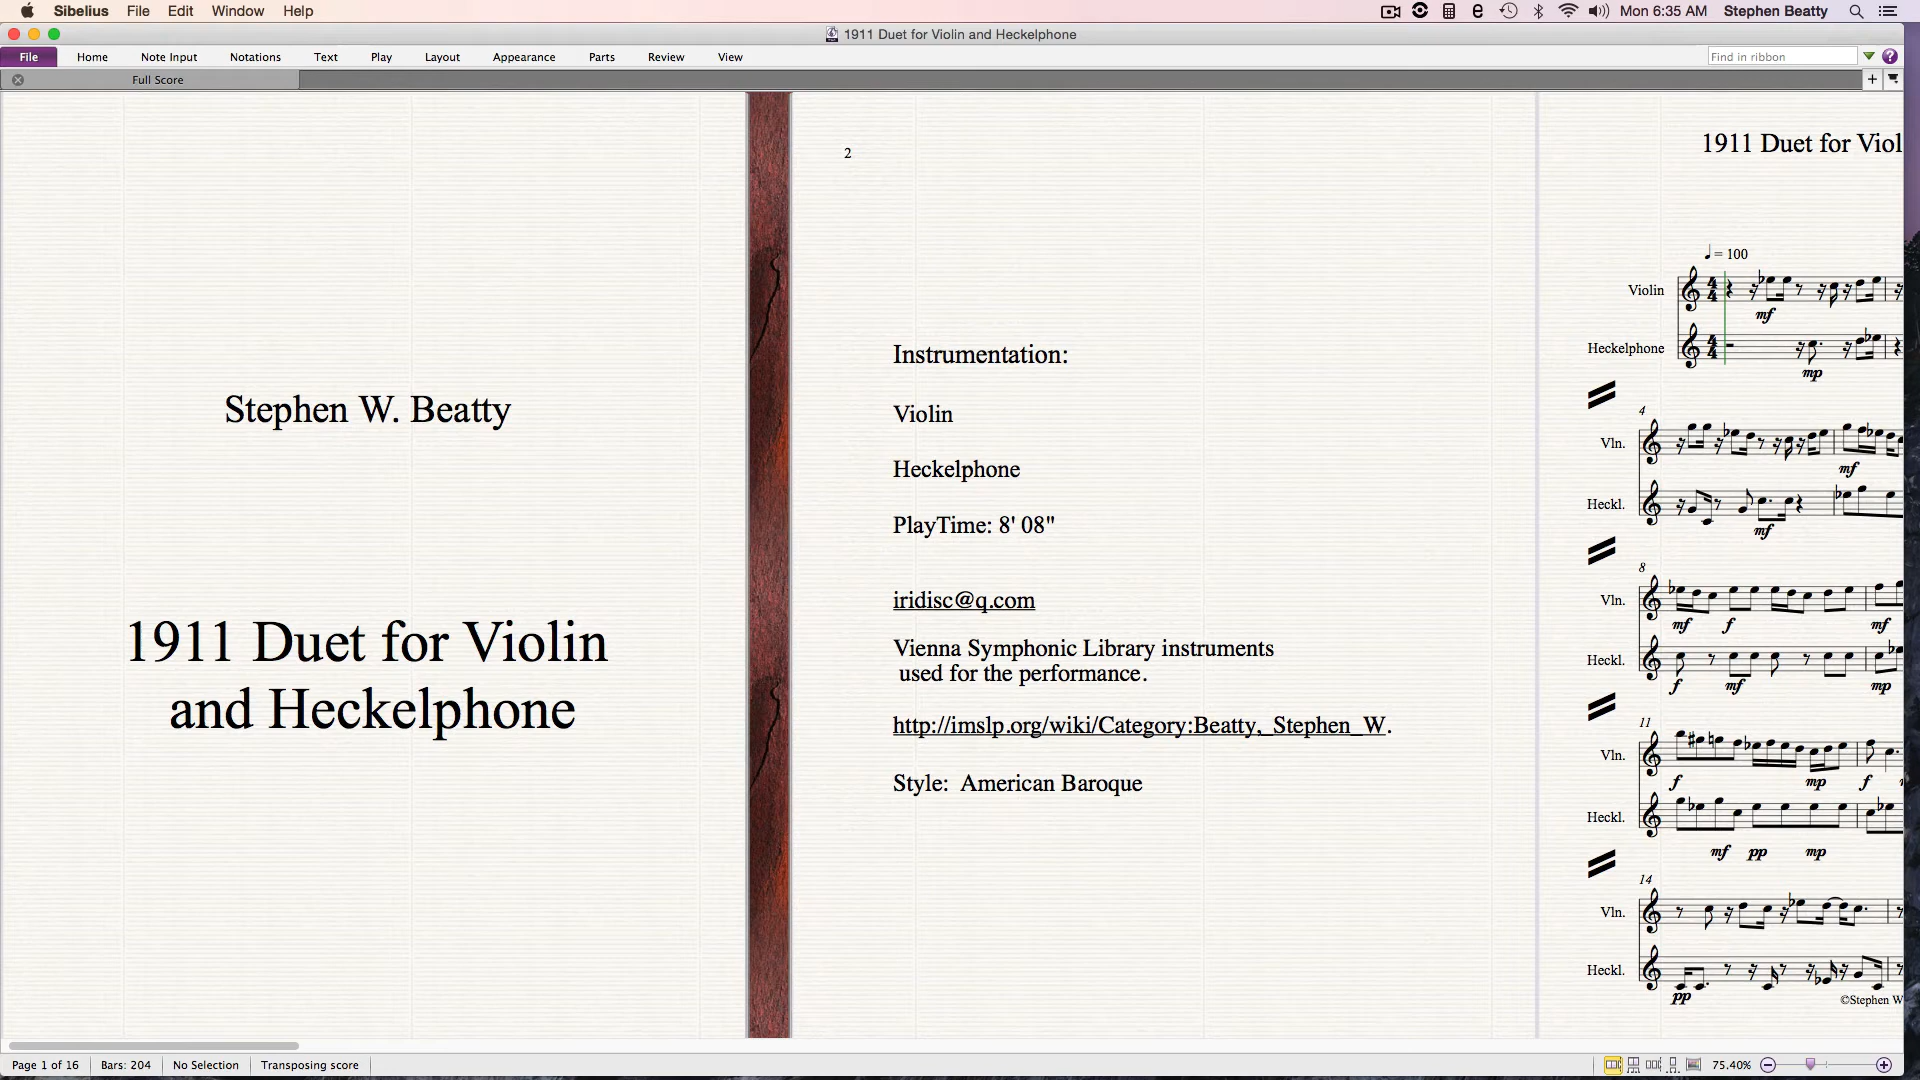 Sibelius File Edit Window Help
Mon 6:35 AM Stephen Beatty
1911 Duet for Violin and Heckelphone
File Home Note Input Notations Text Play Layout Appearance Parts Review View
Find in ribbon
Full Score
Stephen W. Beatty
1911 Duet for Violin
and Heckelphone
2
Instrumentation:
Violin
Heckelphone
PlayTime: 8' 08"
iridisc@q.com
Vienna Symphonic Library instruments
used for the performance.
http://imslp.org/wiki/Category:Beatty,_Stephen_W.
Style: American Baroque
1911 Duet for Viol
♩ = 100
Violin
mf
Heckelphone
mp
4
Vln.
mf
Heckl.
mf
8
Vln.
mf f mf
Heckl.
f mf mp
11
Vln.
f mp f
Heckl.
mf pp mp
14
Vln.
Heckl.
pp
©Stephen W
Page 1 of 16 Bars: 204 No Selection Transposing score
75.40%